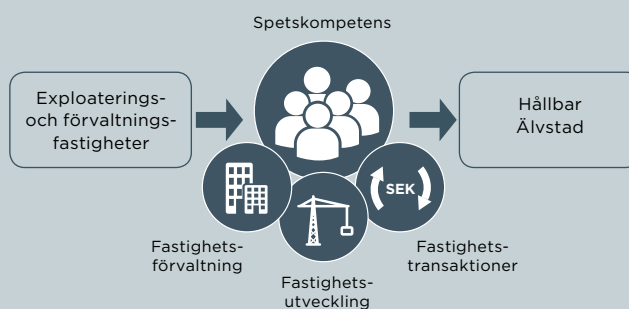 Spetskompetens
Exploaterings-
och förvaltnings-
fastigheter
Hållbar
Älvstad
SEK
Fastighets-
förvaltning
Fastighets-
utveckling
Fastighets-
transaktioner